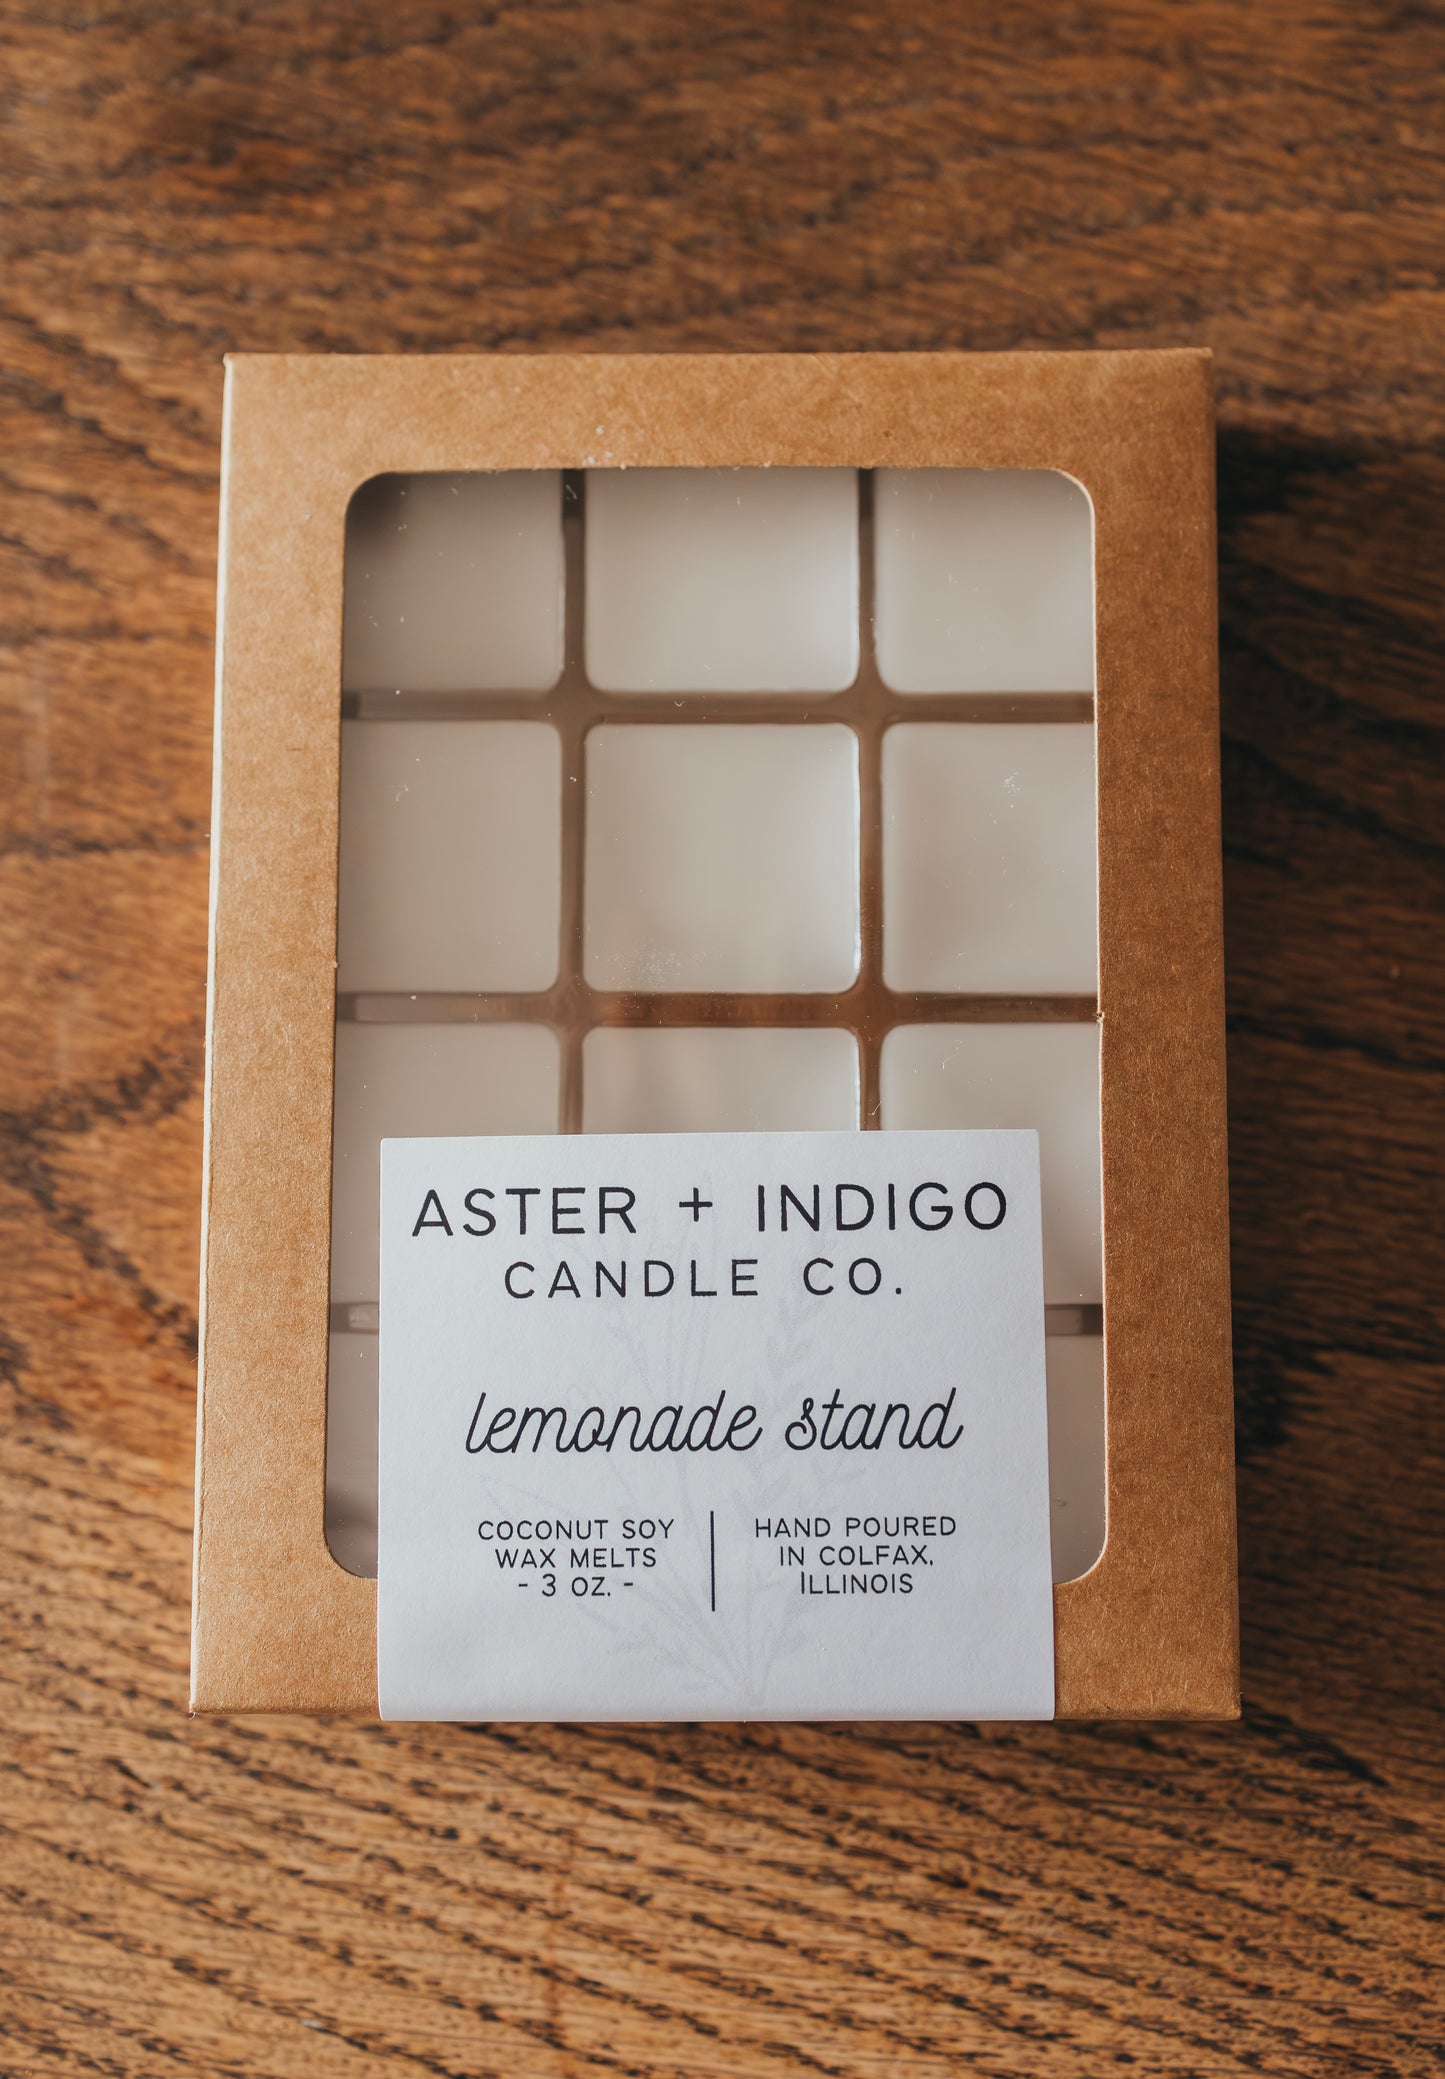 ASTER + INDIGO
CANDLE CO.
lemonade stand
COCONUT SOY
WAX MELTS
- 3 OZ. -
HAND POURED
IN COLFAX,
ILLINOIS